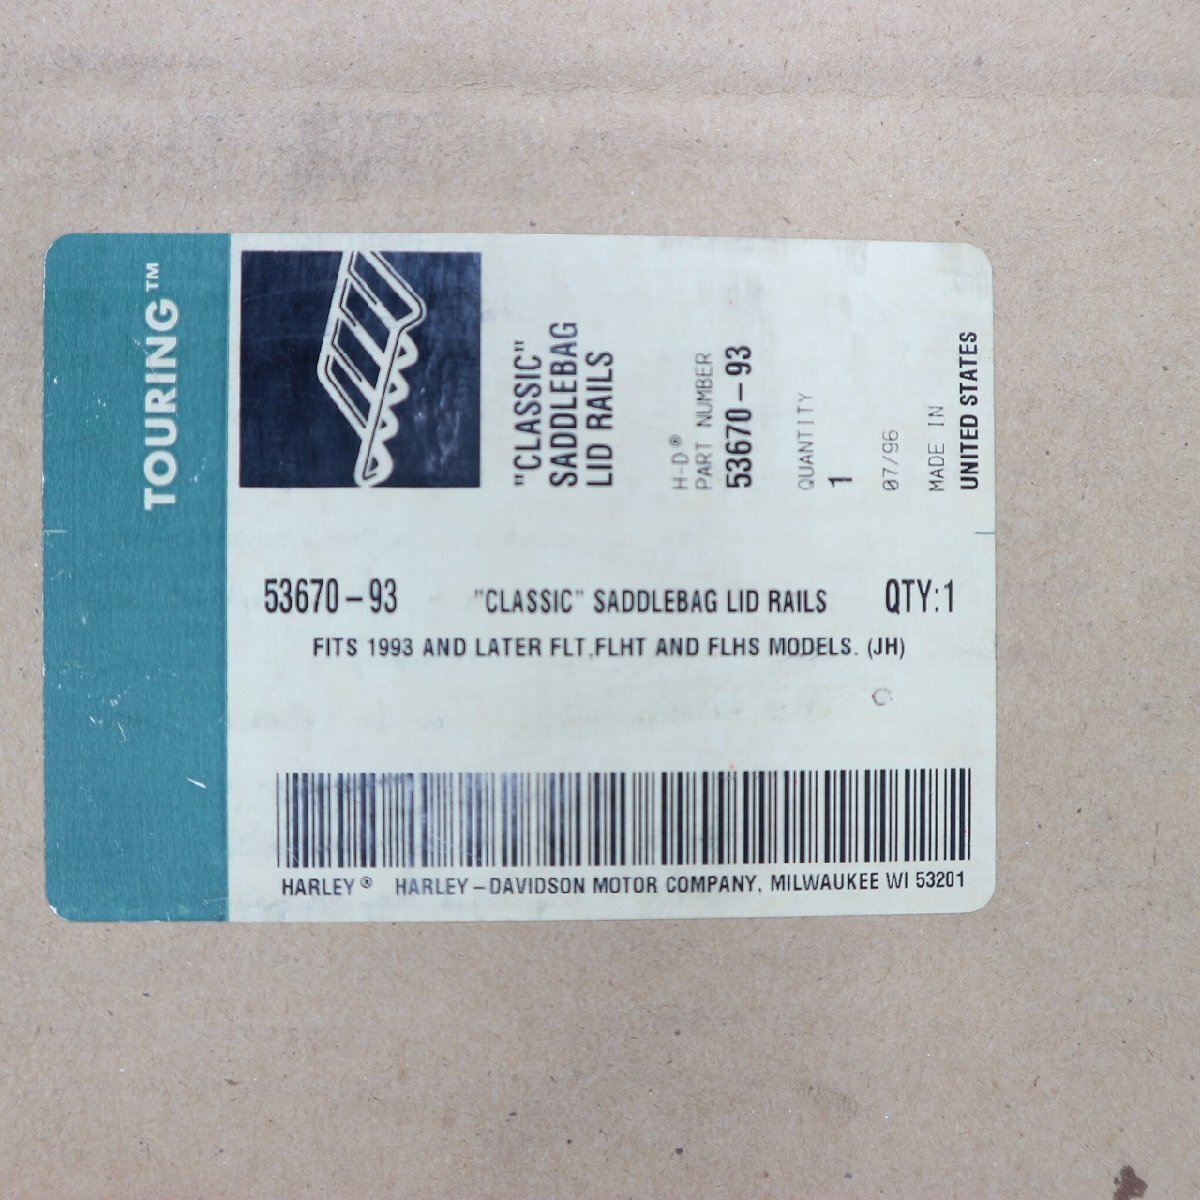 TOURING™
"CLASSIC"
SADDLEBAG
LID RAILS
H-D®
PART NUMBER
53670-93
QUANTITY
1
07/96
MADE IN
UNITED STATES
53670-93 "CLASSIC" SADDLEBAG LID RAILS QTY:1
FITS 1993 AND LATER FLT,FLHT AND FLHS MODELS. (JH)
HARLEY® HARLEY-DAVIDSON MOTOR COMPANY, MILWAUKEE WI 53201